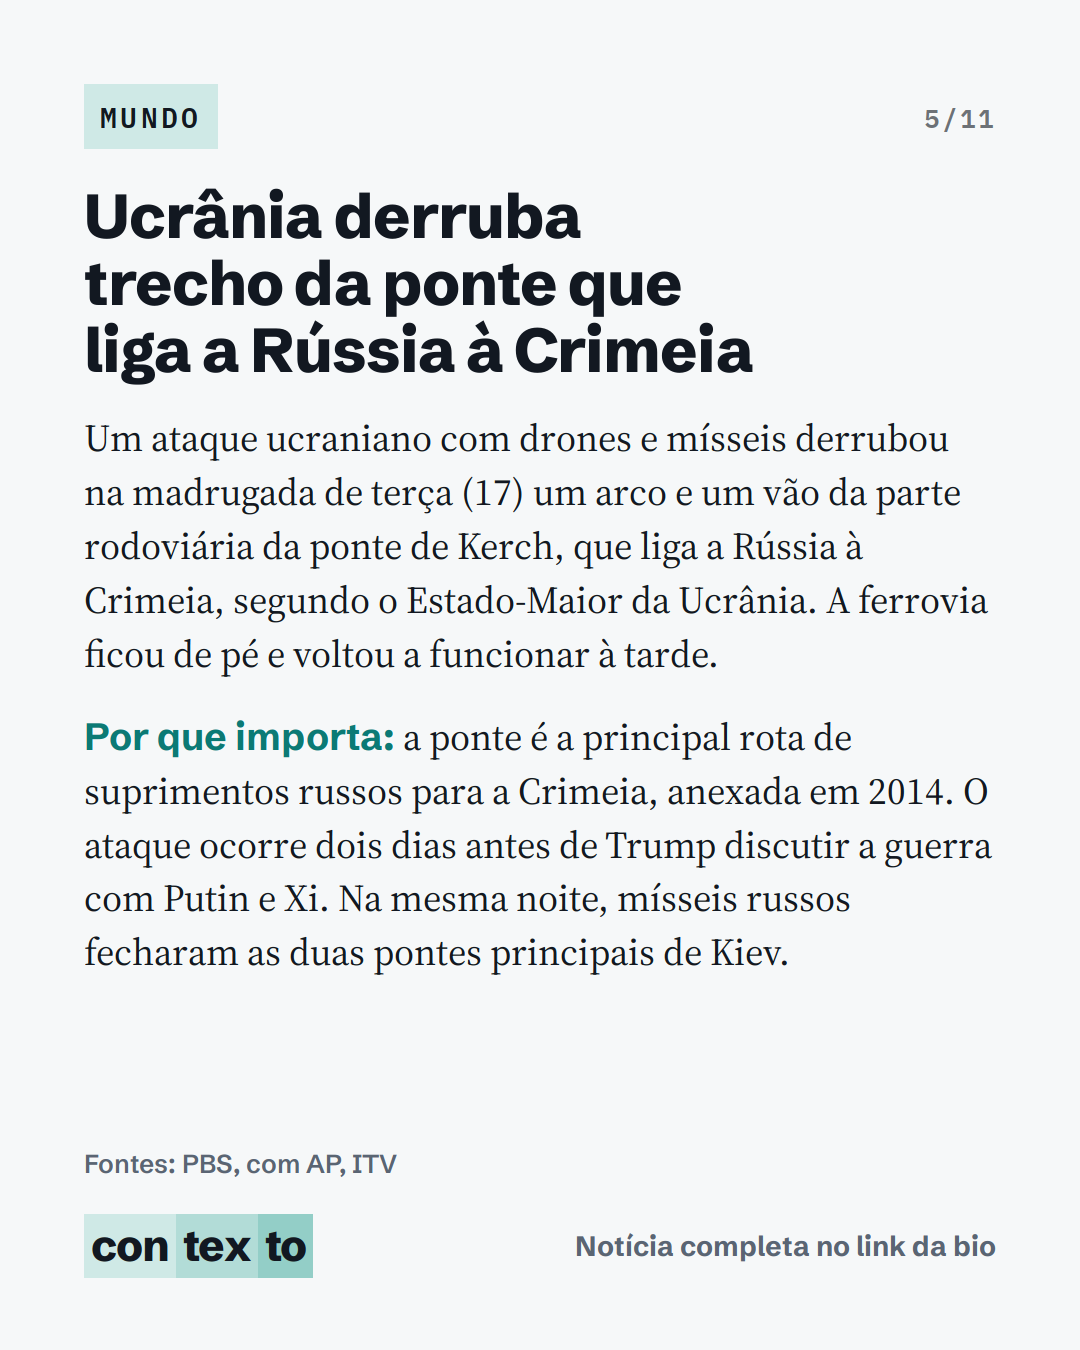 MUNDO
5/11
Ucrânia derruba
trecho da ponte que
liga a Rússia à Crimeia
Um ataque ucraniano com drones e mísseis derrubou
na madrugada de terça (17) um arco e um vão da parte
rodoviária da ponte de Kerch, que liga a Rússia à
Crimeia, segundo o Estado-Maior da Ucrânia. A ferrovia
ficou de pé e voltou a funcionar à tarde.
Por que importa: a ponte é a principal rota de
suprimentos russos para a Crimeia, anexada em 2014. O
ataque ocorre dois dias antes de Trump discutir a guerra
com Putin e Xi. Na mesma noite, mísseis russos
fecharam as duas pontes principais de Kiev.
Fontes: PBS, com AP, ITV
contexto
Notícia completa no link da bio